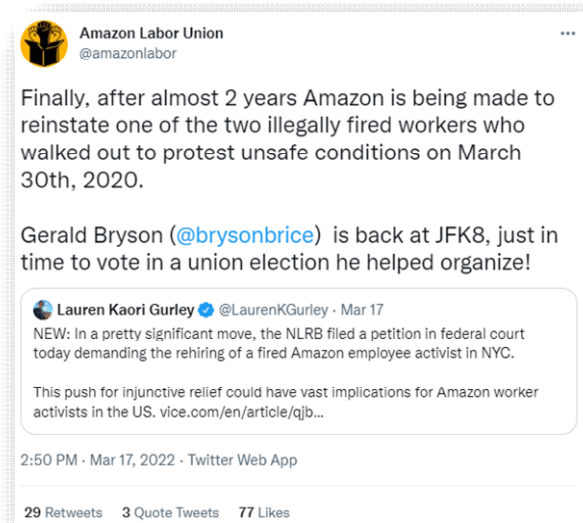 Amazon Labor Union
@amazonlabor
Finally, after almost 2 years Amazon is being made to
reinstate one of the two illegally fired workers who
walked out to protest unsafe conditions on March
30th, 2020.
Gerald Bryson (@brysonbrice)  is back at JFK8, just in
time to vote in a union election he helped organize!
Lauren Kaori Gurley @LaurenKGurley · Mar 17
NEW: In a pretty significant move, the NLRB filed a petition in federal court
today demanding the rehiring of a fired Amazon employee activist in NYC.
This push for injunctive relief could have vast implications for Amazon worker
activists in the US. vice.com/en/article/qjb...
2:50 PM · Mar 17, 2022 · Twitter Web App
29 Retweets 3 Quote Tweets 77 Likes